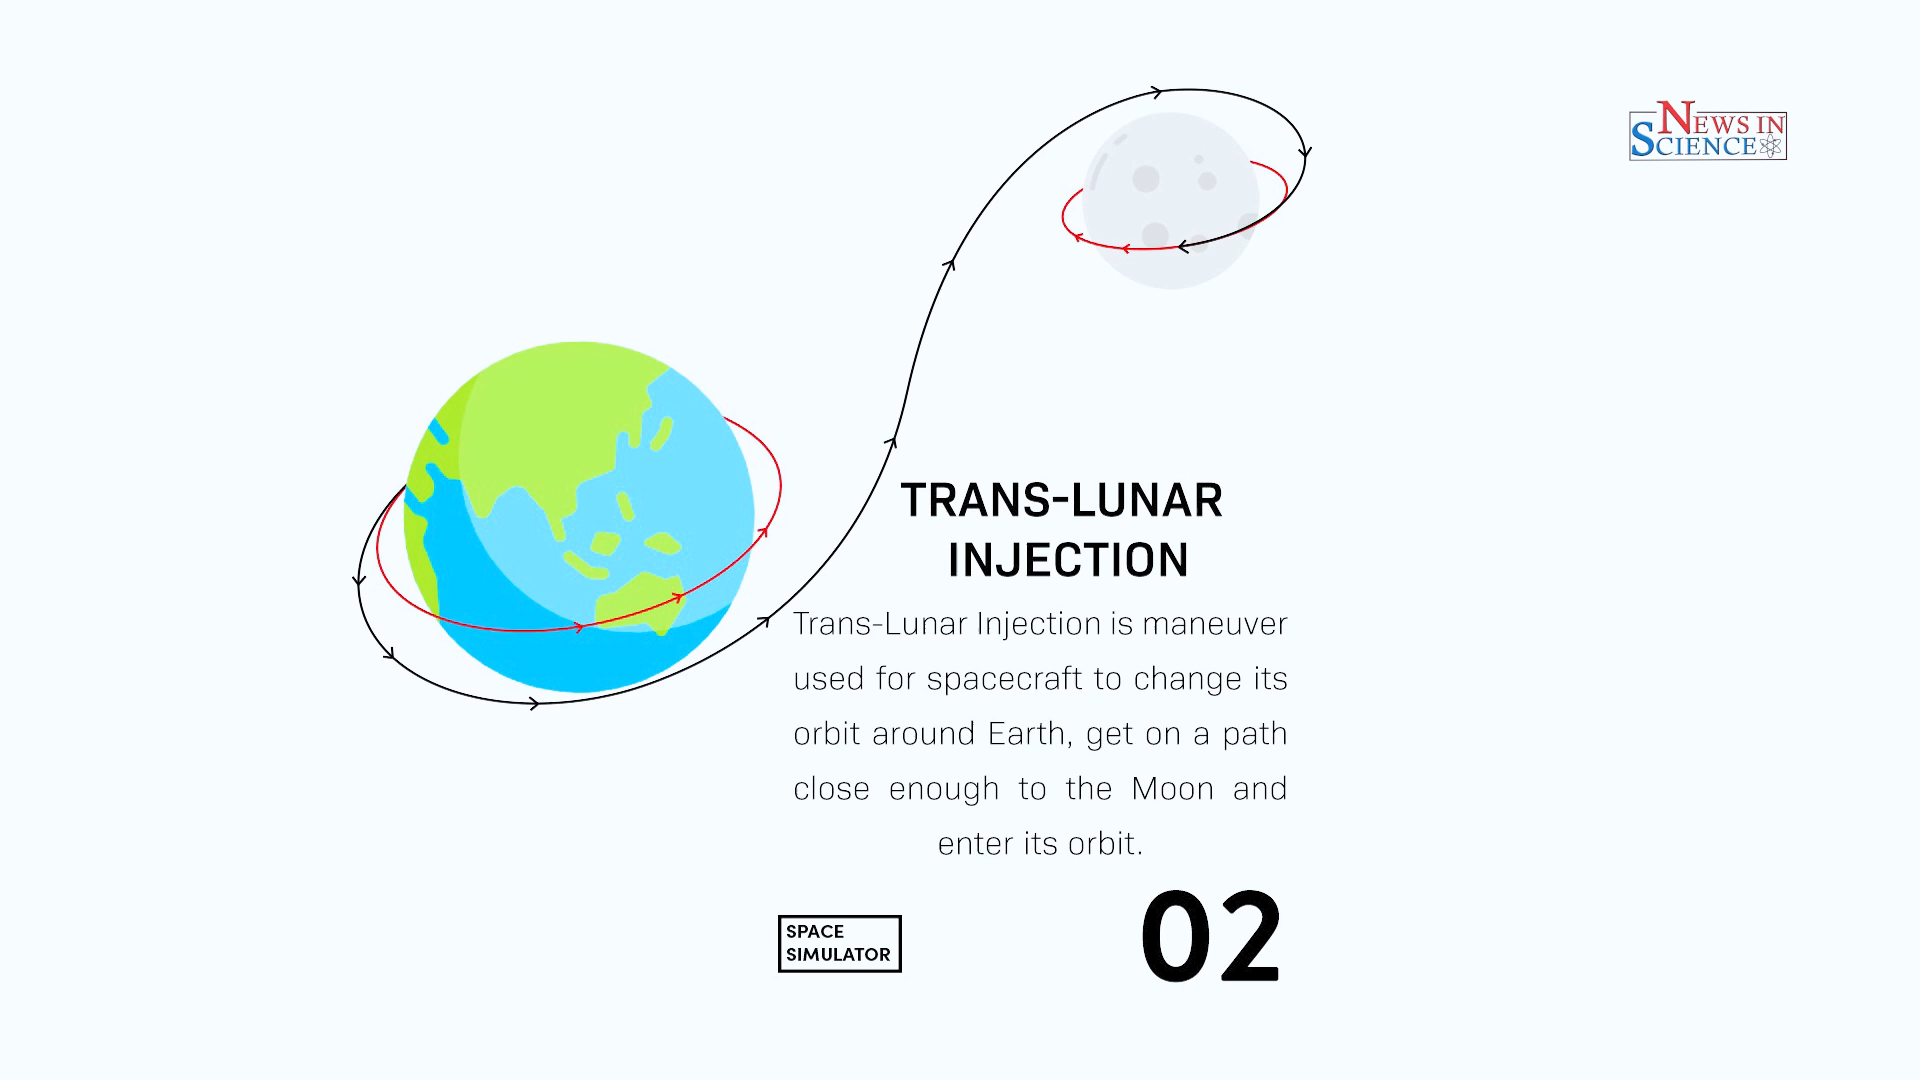 NEWS IN
SCIENCE
TRANS-LUNAR
INJECTION
Trans-Lunar Injection is maneuver
used for spacecraft to change its
orbit around Earth, get on a path
close enough to the Moon and
enter its orbit.
SPACE
SIMULATOR
02